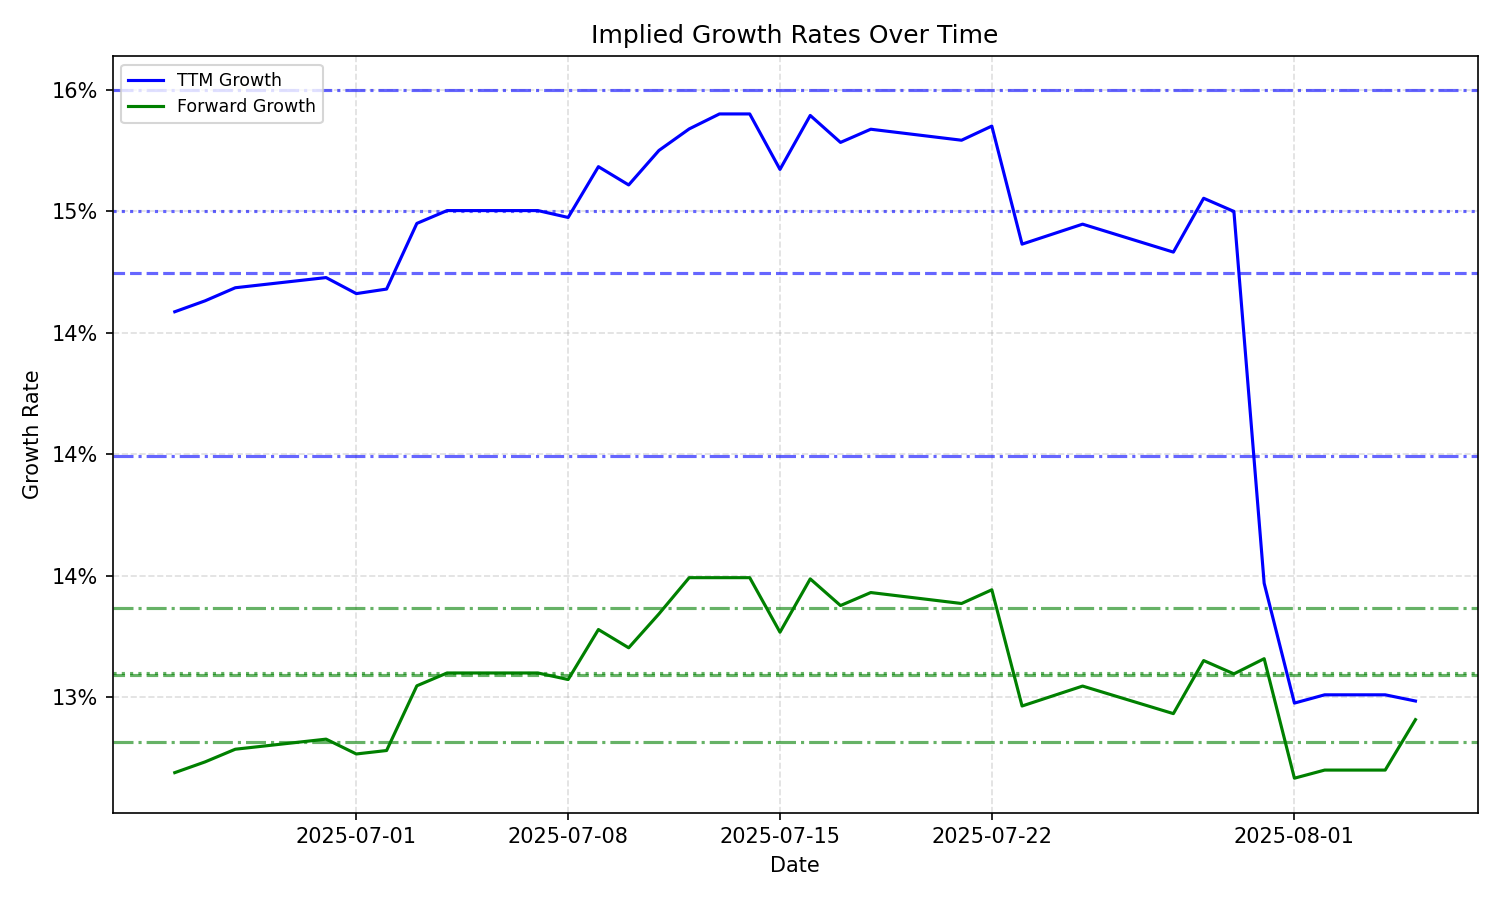 Implied Growth Rates Over Time
TTM Growth
Forward Growth
16%
15%
14%
14%
14%
13%
Growth Rate
2025-07-01
2025-07-08
2025-07-15
2025-07-22
2025-08-01
Date